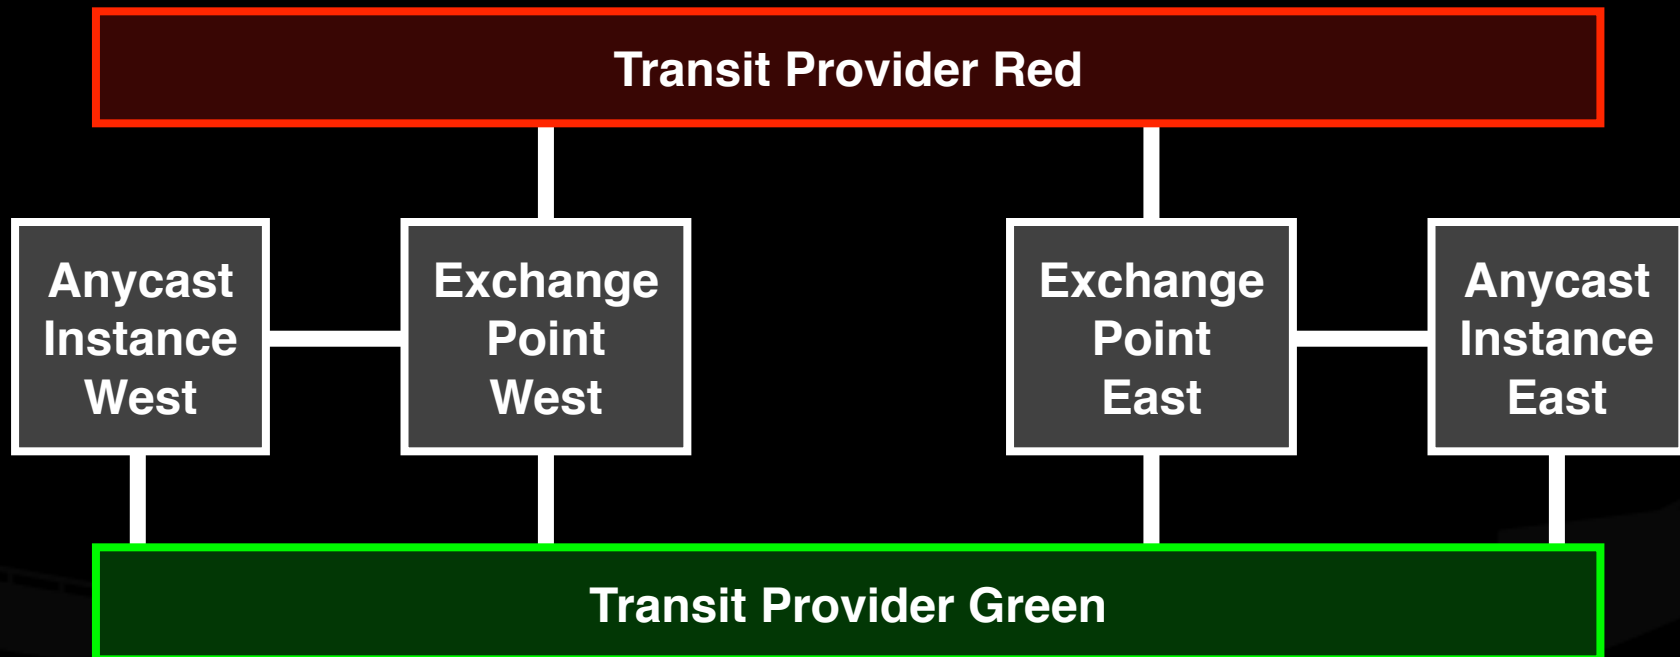 Transit Provider Red
Anycast
Instance
West
Exchange
Point
West
Exchange
Point
East
Anycast
Instance
East
Transit Provider Green